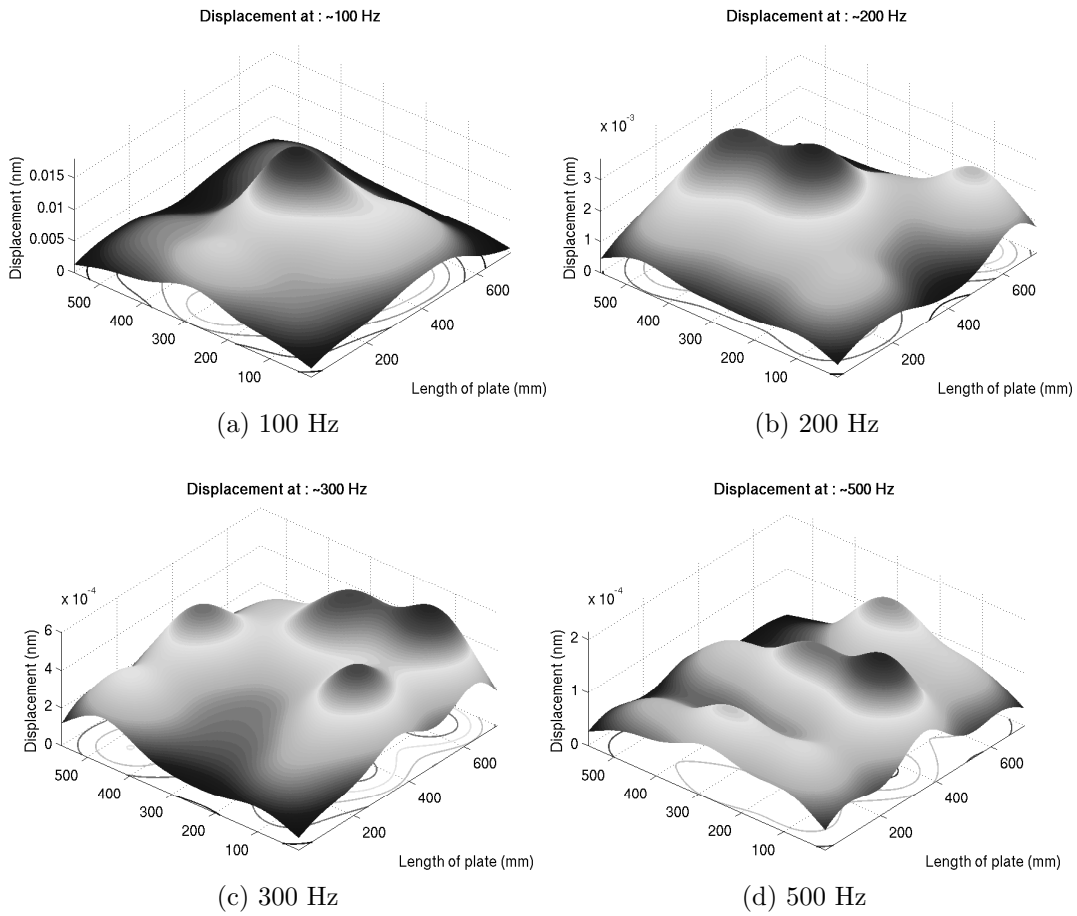 Displacement at : ~100 Hz
Displacement (nm)
0.015
0.01
0.005
0
500
400
300
200
100
200
400
600
Length of plate (mm)
(a) 100 Hz
Displacement at : ~200 Hz
x 10-3
Displacement (nm)
3
2
1
0
500
400
300
200
100
200
400
600
Length of plate (mm)
(b) 200 Hz
Displacement at : ~300 Hz
x 10-4
Displacement (nm)
6
4
2
0
500
400
300
200
100
200
400
600
Length of plate (mm)
(c) 300 Hz
Displacement at : ~500 Hz
x 10-4
Displacement (nm)
2
1
0
500
400
300
200
100
200
400
600
Length of plate (mm)
(d) 500 Hz